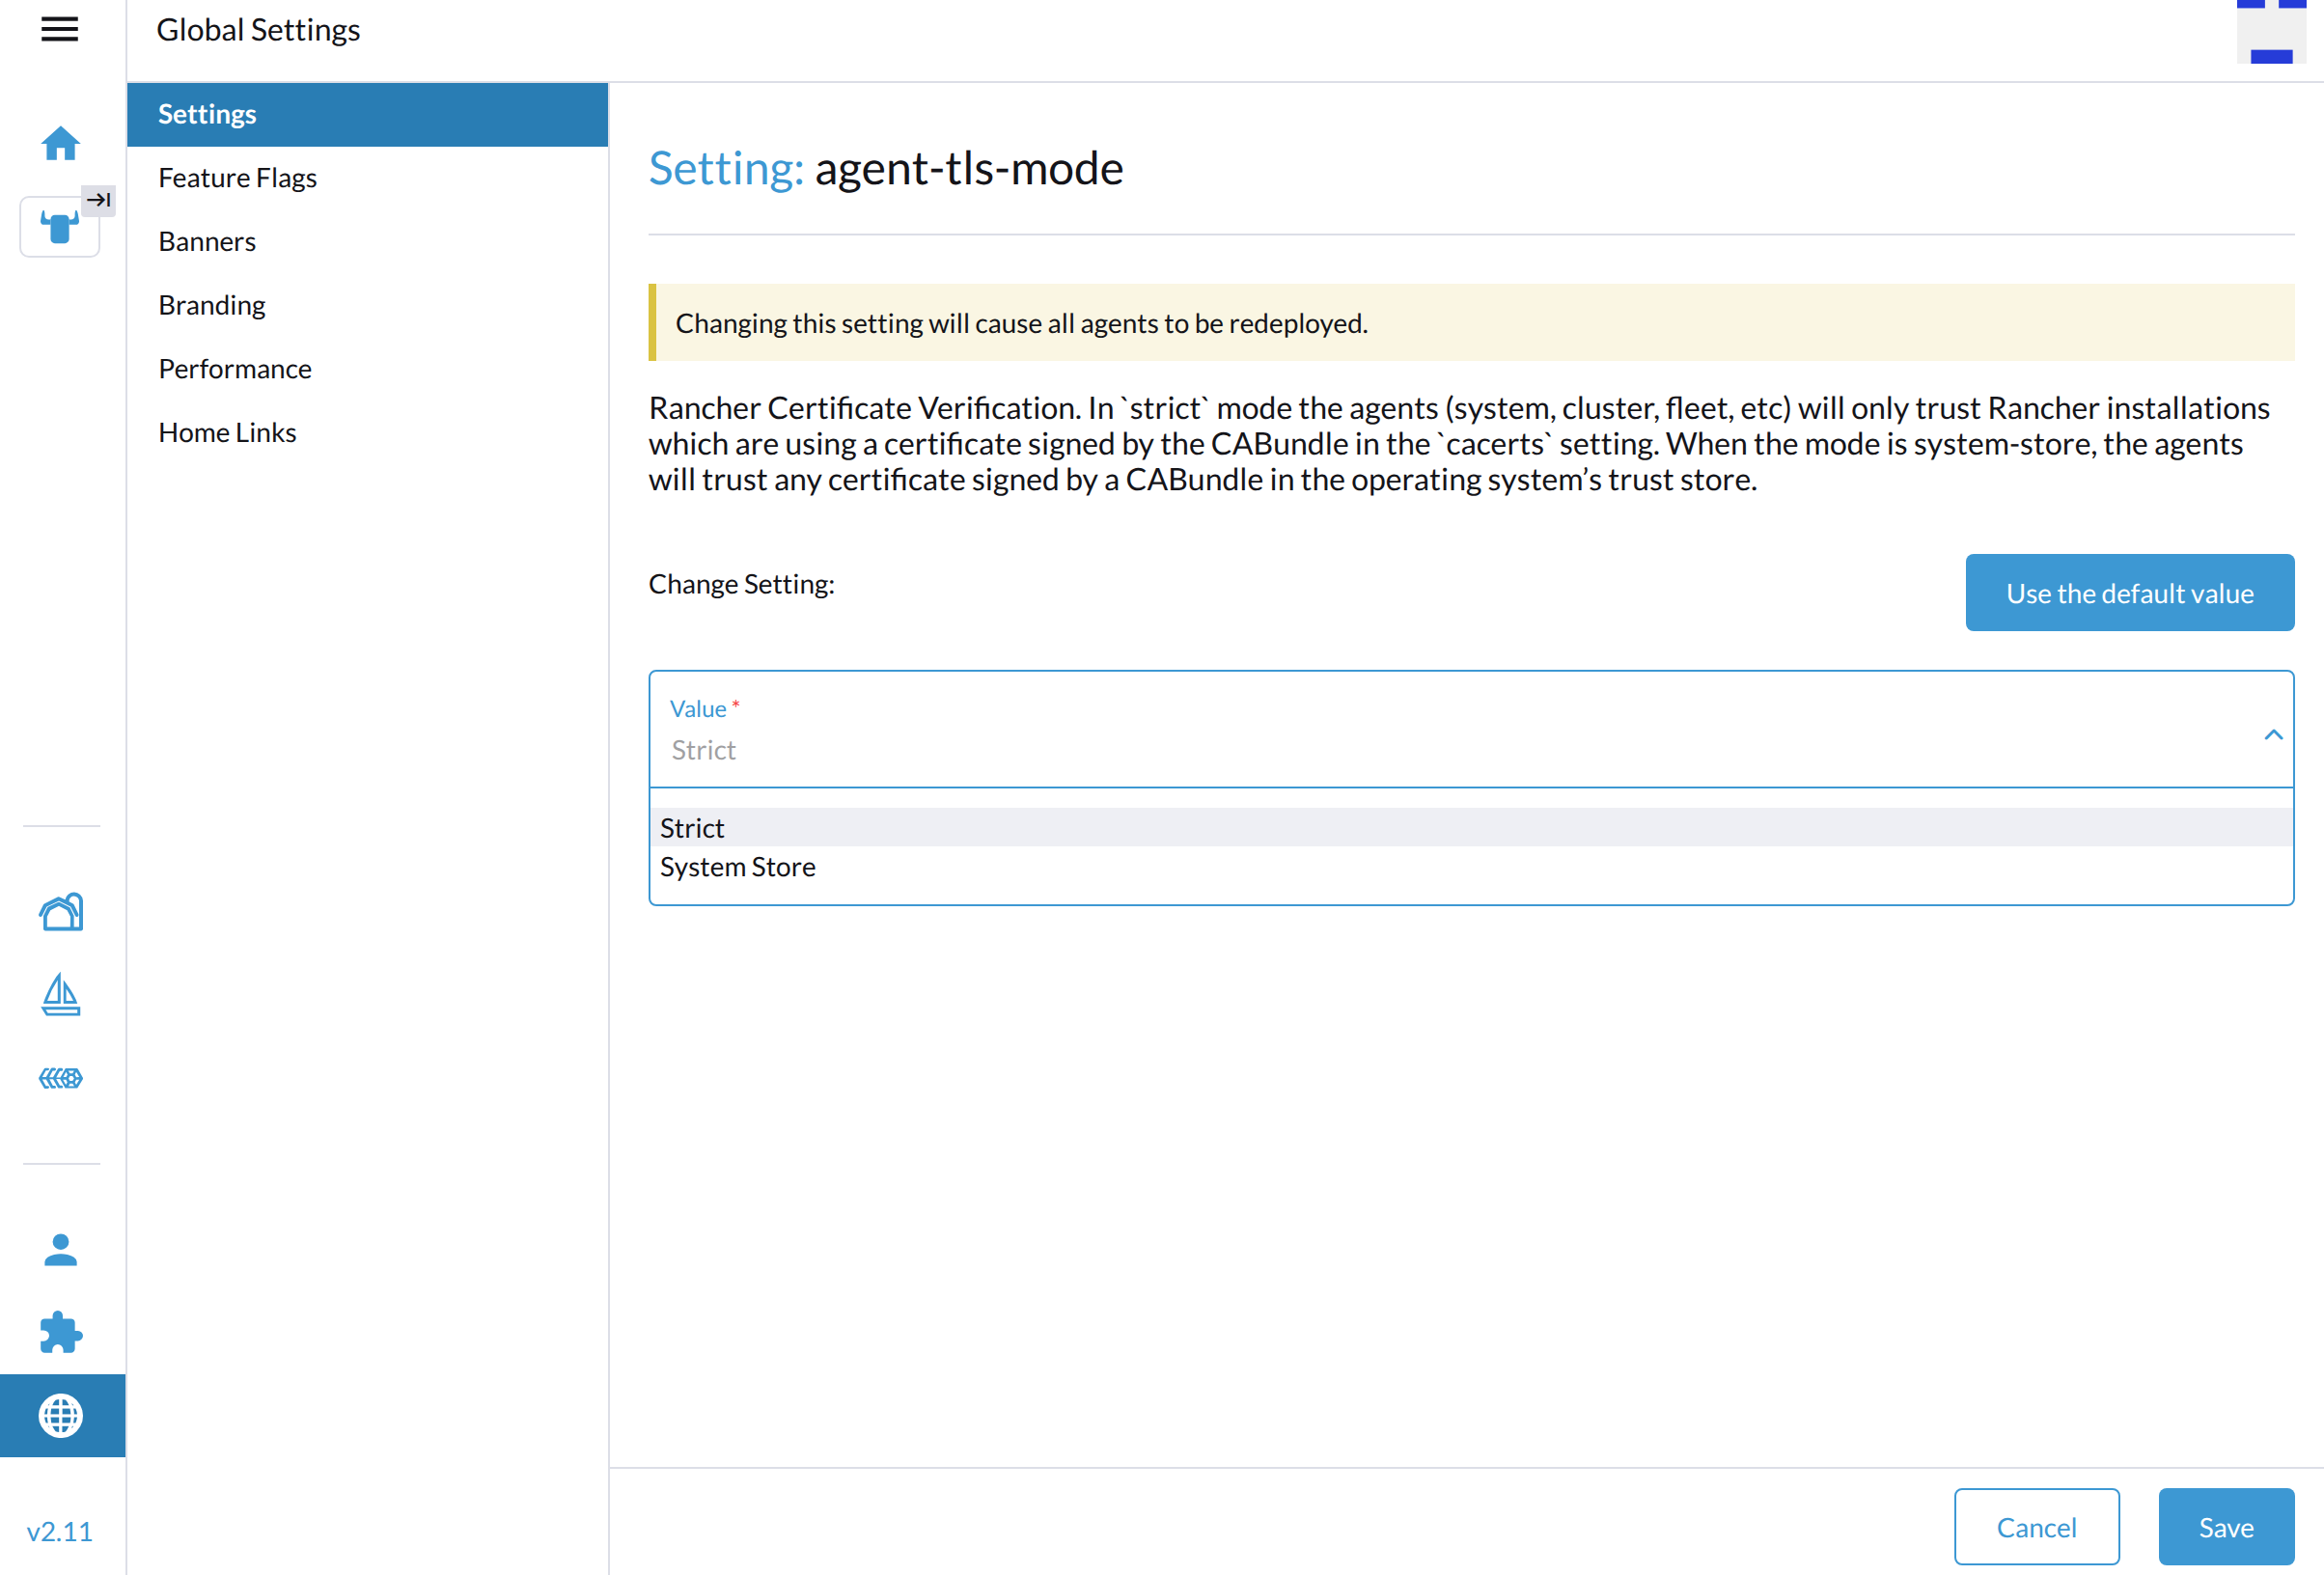 Global Settings
Settings
Feature Flags
Banners
Branding
Performance
Home Links
v2.11
Setting: agent-tls-mode
Changing this setting will cause all agents to be redeployed.
Rancher Certificate Verification. In `strict` mode the agents (system, cluster, fleet, etc) will only trust Rancher installations
which are using a certificate signed by the CABundle in the `cacerts` setting. When the mode is system-store, the agents
will trust any certificate signed by a CABundle in the operating system’s trust store.
Change Setting:
Use the default value
Value *
Strict
Strict
System Store
Cancel
Save